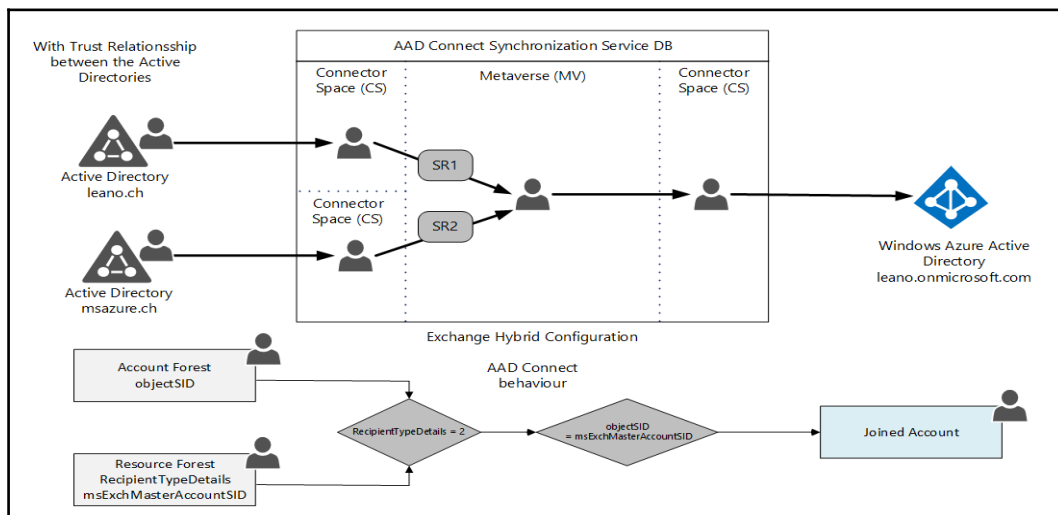 With Trust Relationsship
between the Active
Directories
AAD Connect Synchronization Service DB
Connector
Space (CS)
Metaverse (MV)
Connector
Space (CS)
SR1
Active Directory
leano.ch
Connector
Space (CS)
SR2
Active Directory
msazure.ch
Windows Azure Active
Directory
leano.onmicrosoft.com
Exchange Hybrid Configuration
Account Forest
objectSID
AAD Connect
behaviour
RecipientTypeDetails = 2
objectSID
= msExchMasterAccountSID
Joined Account
Resource Forest
RecipientTypeDetails
msExchMasterAccountSID